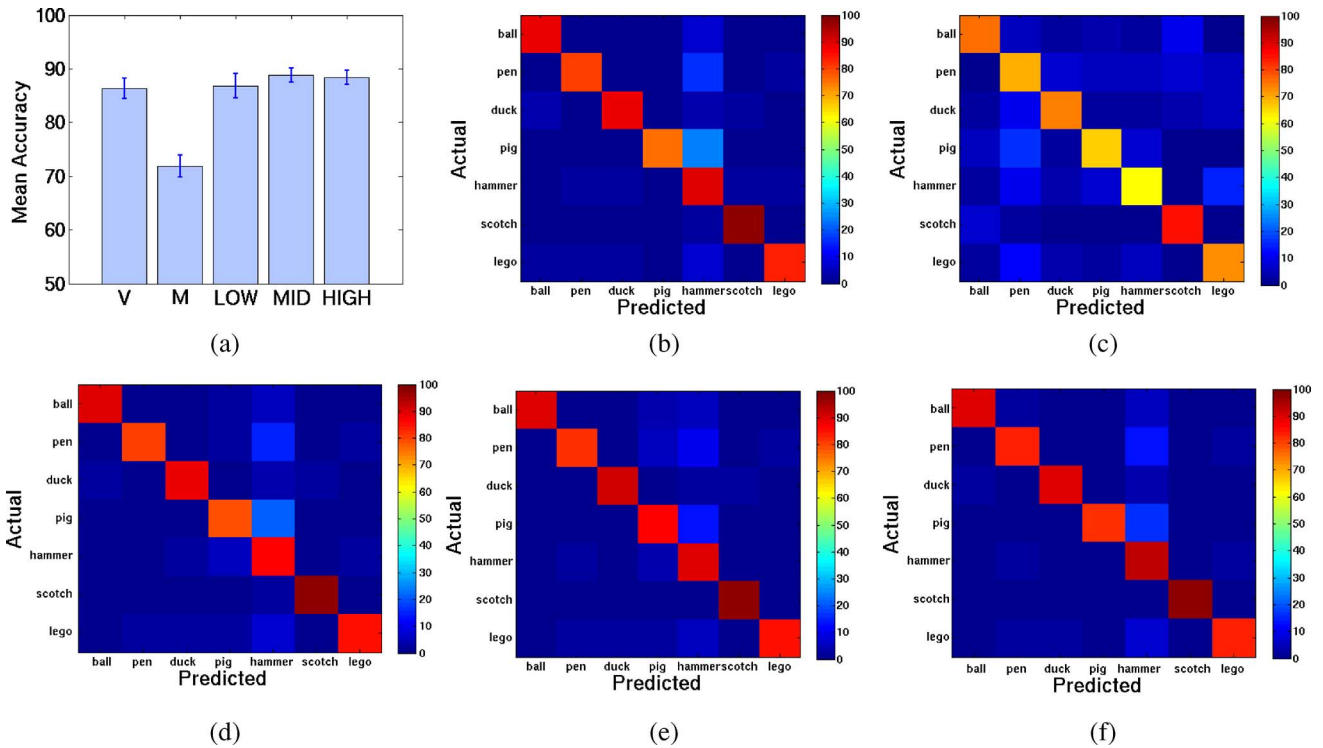 100
90
80
70
60
50
Mean Accuracy
V M LOW MID HIGH
(a)
Actual
ball
pen
duck
pig
hammer
scotch
lego
ball pen duck pig hammer scotch lego
Predicted
100
90
80
70
60
50
40
30
20
10
0
(b)
Actual
ball
pen
duck
pig
hammer
scotch
lego
ball pen duck pig hammer scotch lego
Predicted
100
90
80
70
60
50
40
30
20
10
0
(c)
Actual
ball
pen
duck
pig
hammer
scotch
lego
ball pen duck pig hammer scotch lego
Predicted
100
90
80
70
60
50
40
30
20
10
0
(d)
Actual
ball
pen
duck
pig
hammer
scotch
lego
ball pen duck pig hammer scotch lego
Predicted
100
90
80
70
60
50
40
30
20
10
0
(e)
Actual
ball
pen
duck
pig
hammer
scotch
lego
ball pen duck pig hammer scotch lego
Predicted
100
90
80
70
60
50
40
30
20
10
0
(f)